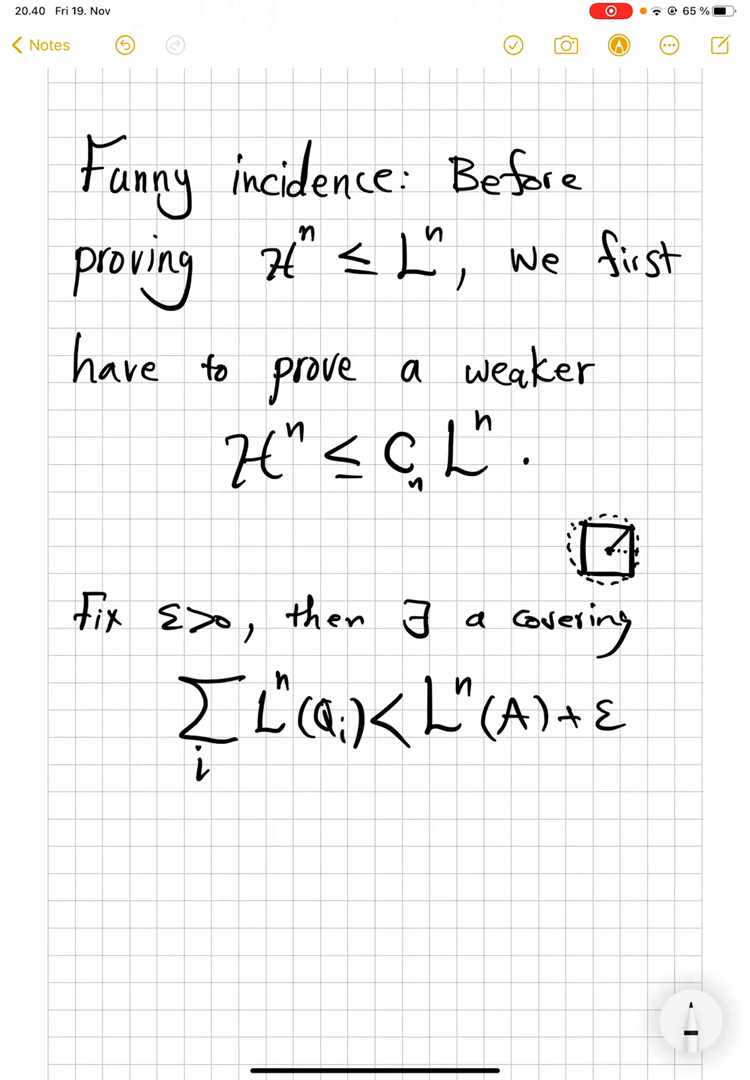 20.40 Fri 19. Nov 65 %
Notes
Funny incidence: Before
proving ℋⁿ ≤ Lⁿ, we first
have to prove a weaker
ℋⁿ ≤ Cₙ Lⁿ.
Fix ε>0, then ∃ a covering
∑ᵢ Lⁿ(Qᵢ) < Lⁿ(A) + ε